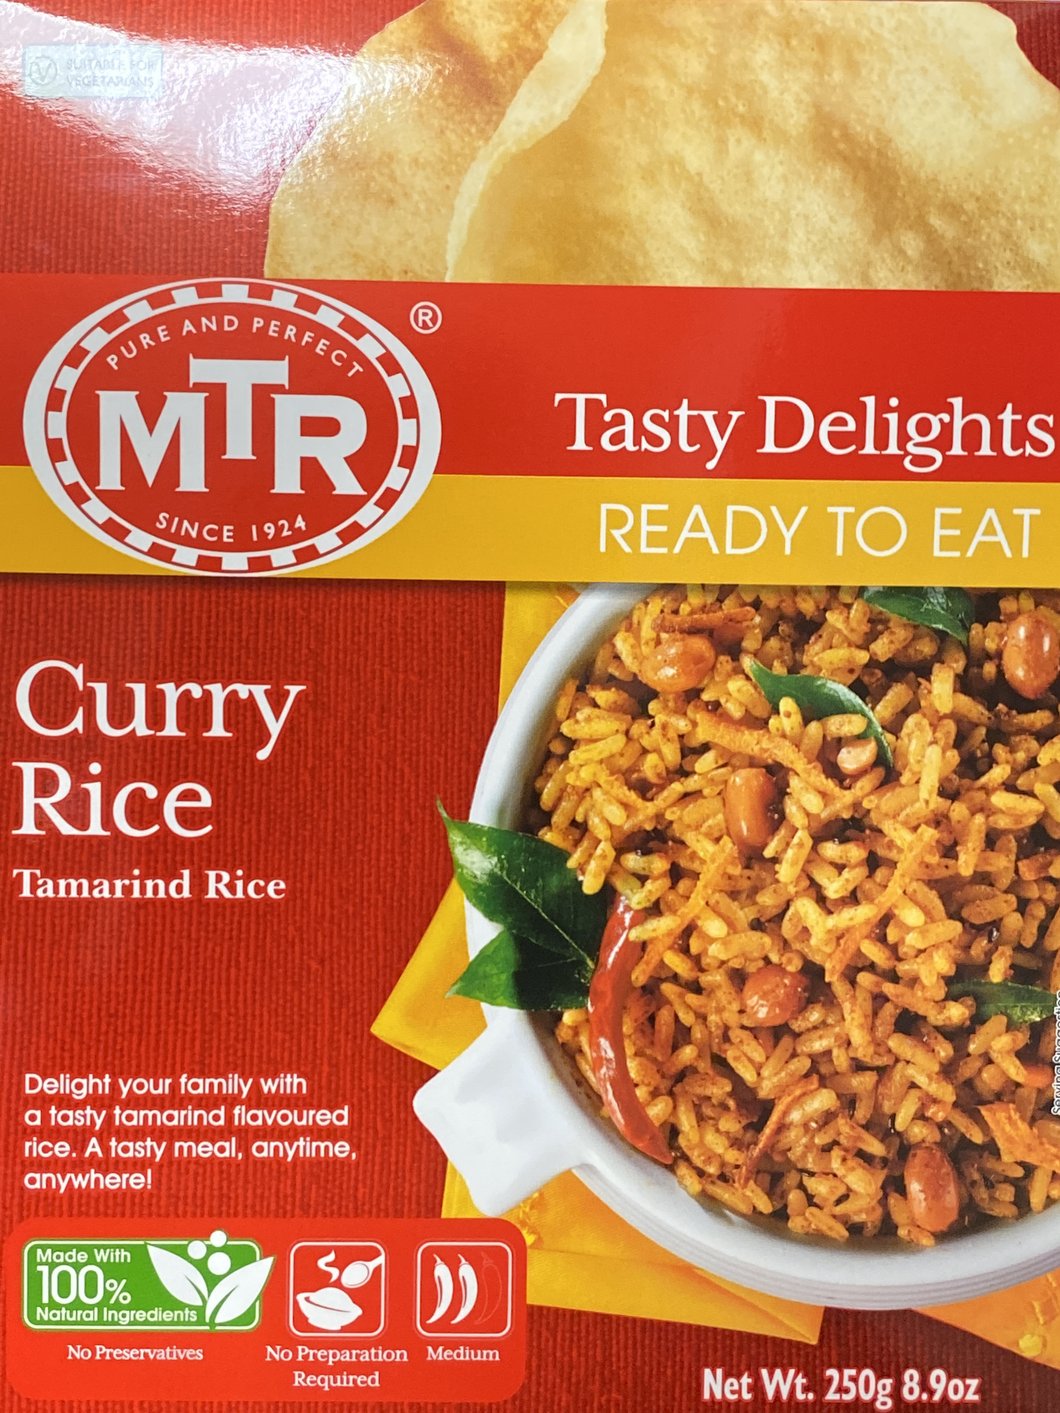 SUITABLE FOR
VEGETARIANS
PURE AND PERFECT
MTR
SINCE 1924
®
Tasty Delights
READY TO EAT
Curry
Rice
Tamarind Rice
Delight your family with
a tasty tamarind flavoured
rice. A tasty meal, anytime,
anywhere!
Made With
100%
Natural Ingredients
No Preservatives
No Preparation
Required
Medium
Net Wt. 250g 8.9oz
Serving Suggestion